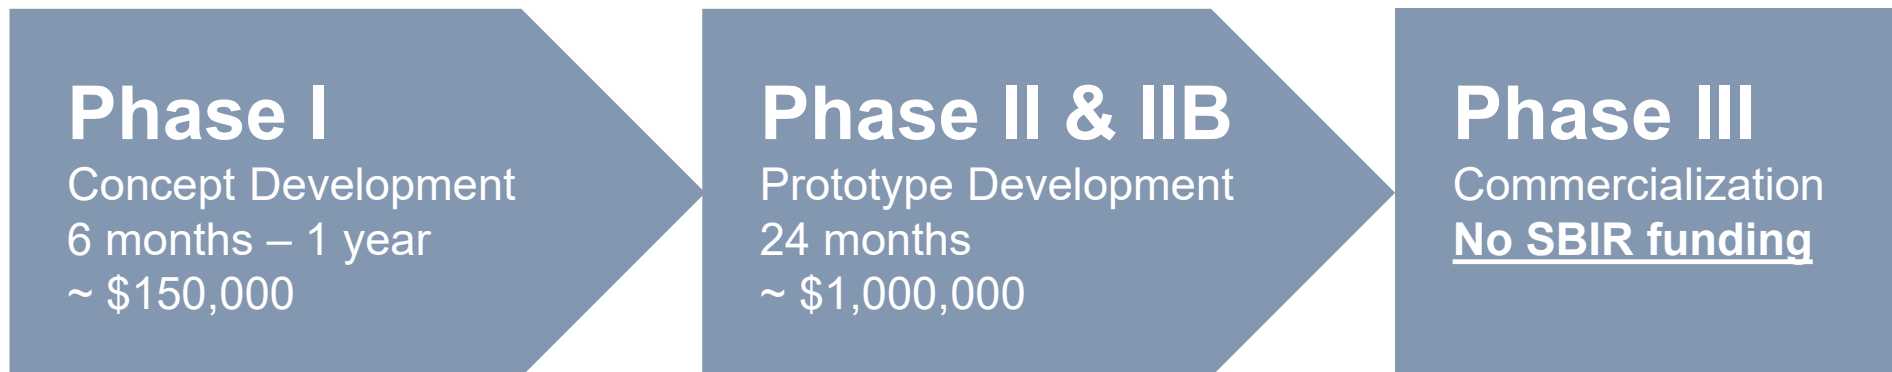 Phase I
Concept Development
6 months – 1 year
~ $150,000
Phase II & IIB
Prototype Development
24 months
~ $1,000,000
Phase III
Commercialization
No SBIR funding